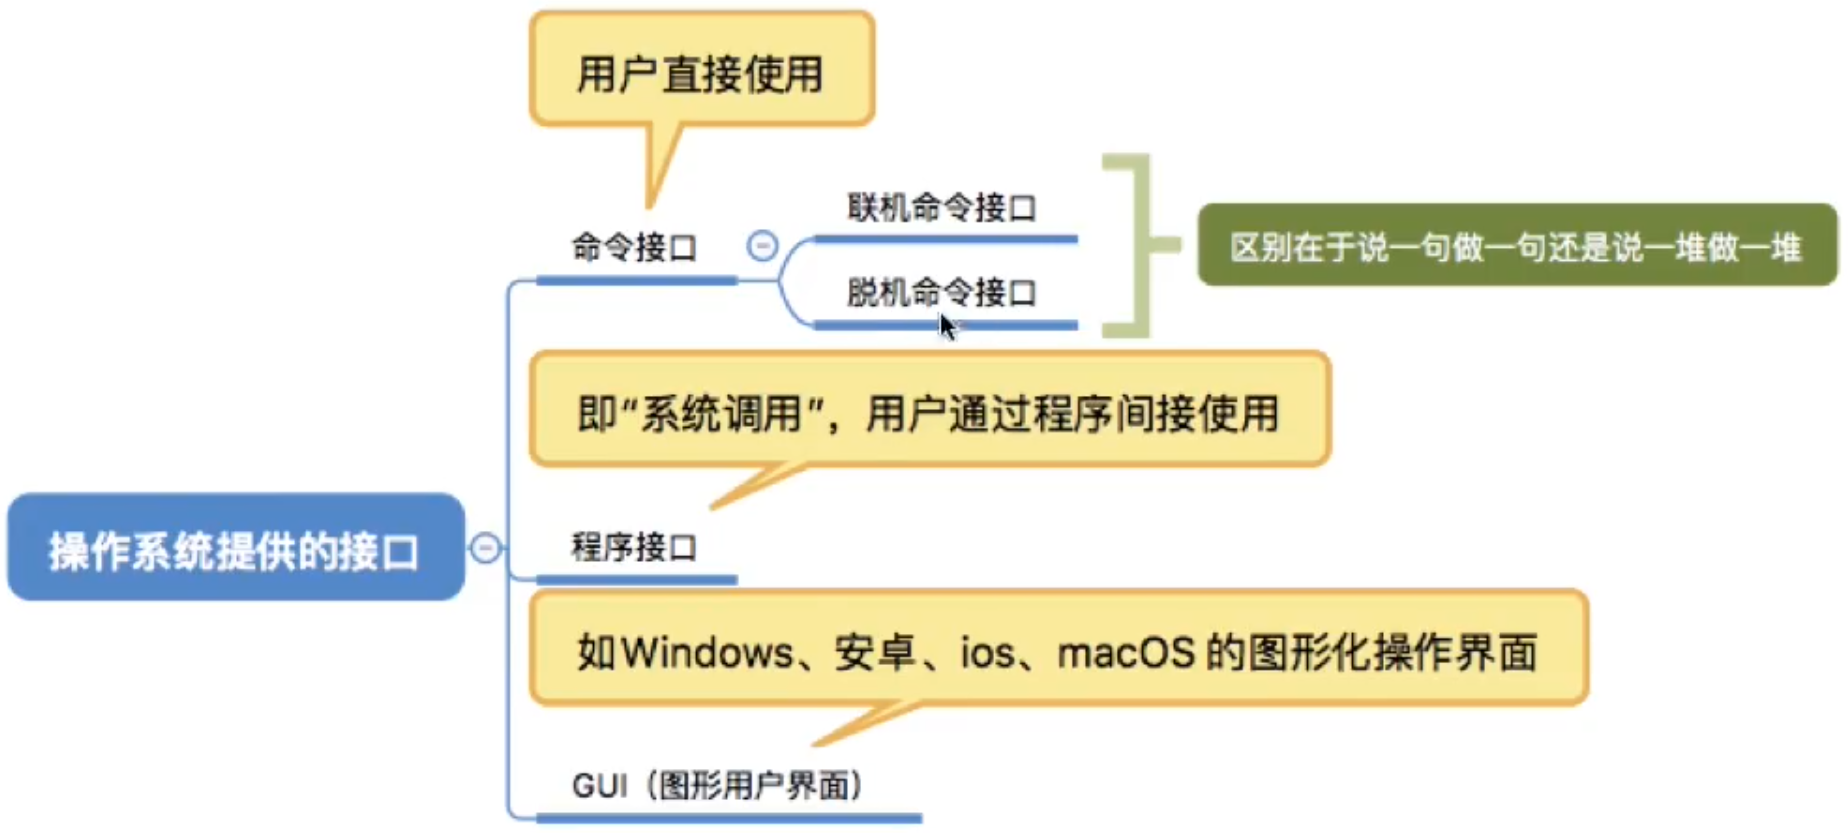 用户直接使用
联机命令接口
命令接口
区别在于说一句做一句还是说一堆做一堆
脱机命令接口
即“系统调用”，用户通过程序间接使用
操作系统提供的接口
程序接口
如Windows、安卓、ios、macOS 的图形化操作界面
GUI（图形用户界面）